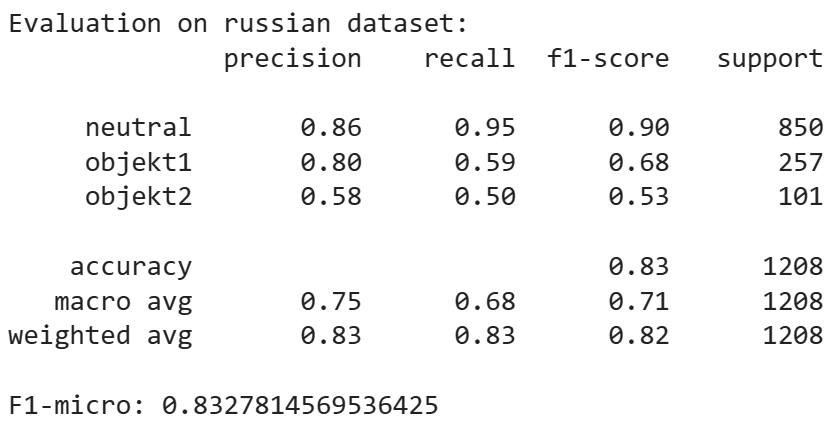 Evaluation on russian dataset:
precision recall f1-score support
neutral 0.86 0.95 0.90 850
objekt1 0.80 0.59 0.68 257
objekt2 0.58 0.50 0.53 101
accuracy 0.83 1208
macro avg 0.75 0.68 0.71 1208
weighted avg 0.83 0.83 0.82 1208
F1-micro: 0.8327814569536425